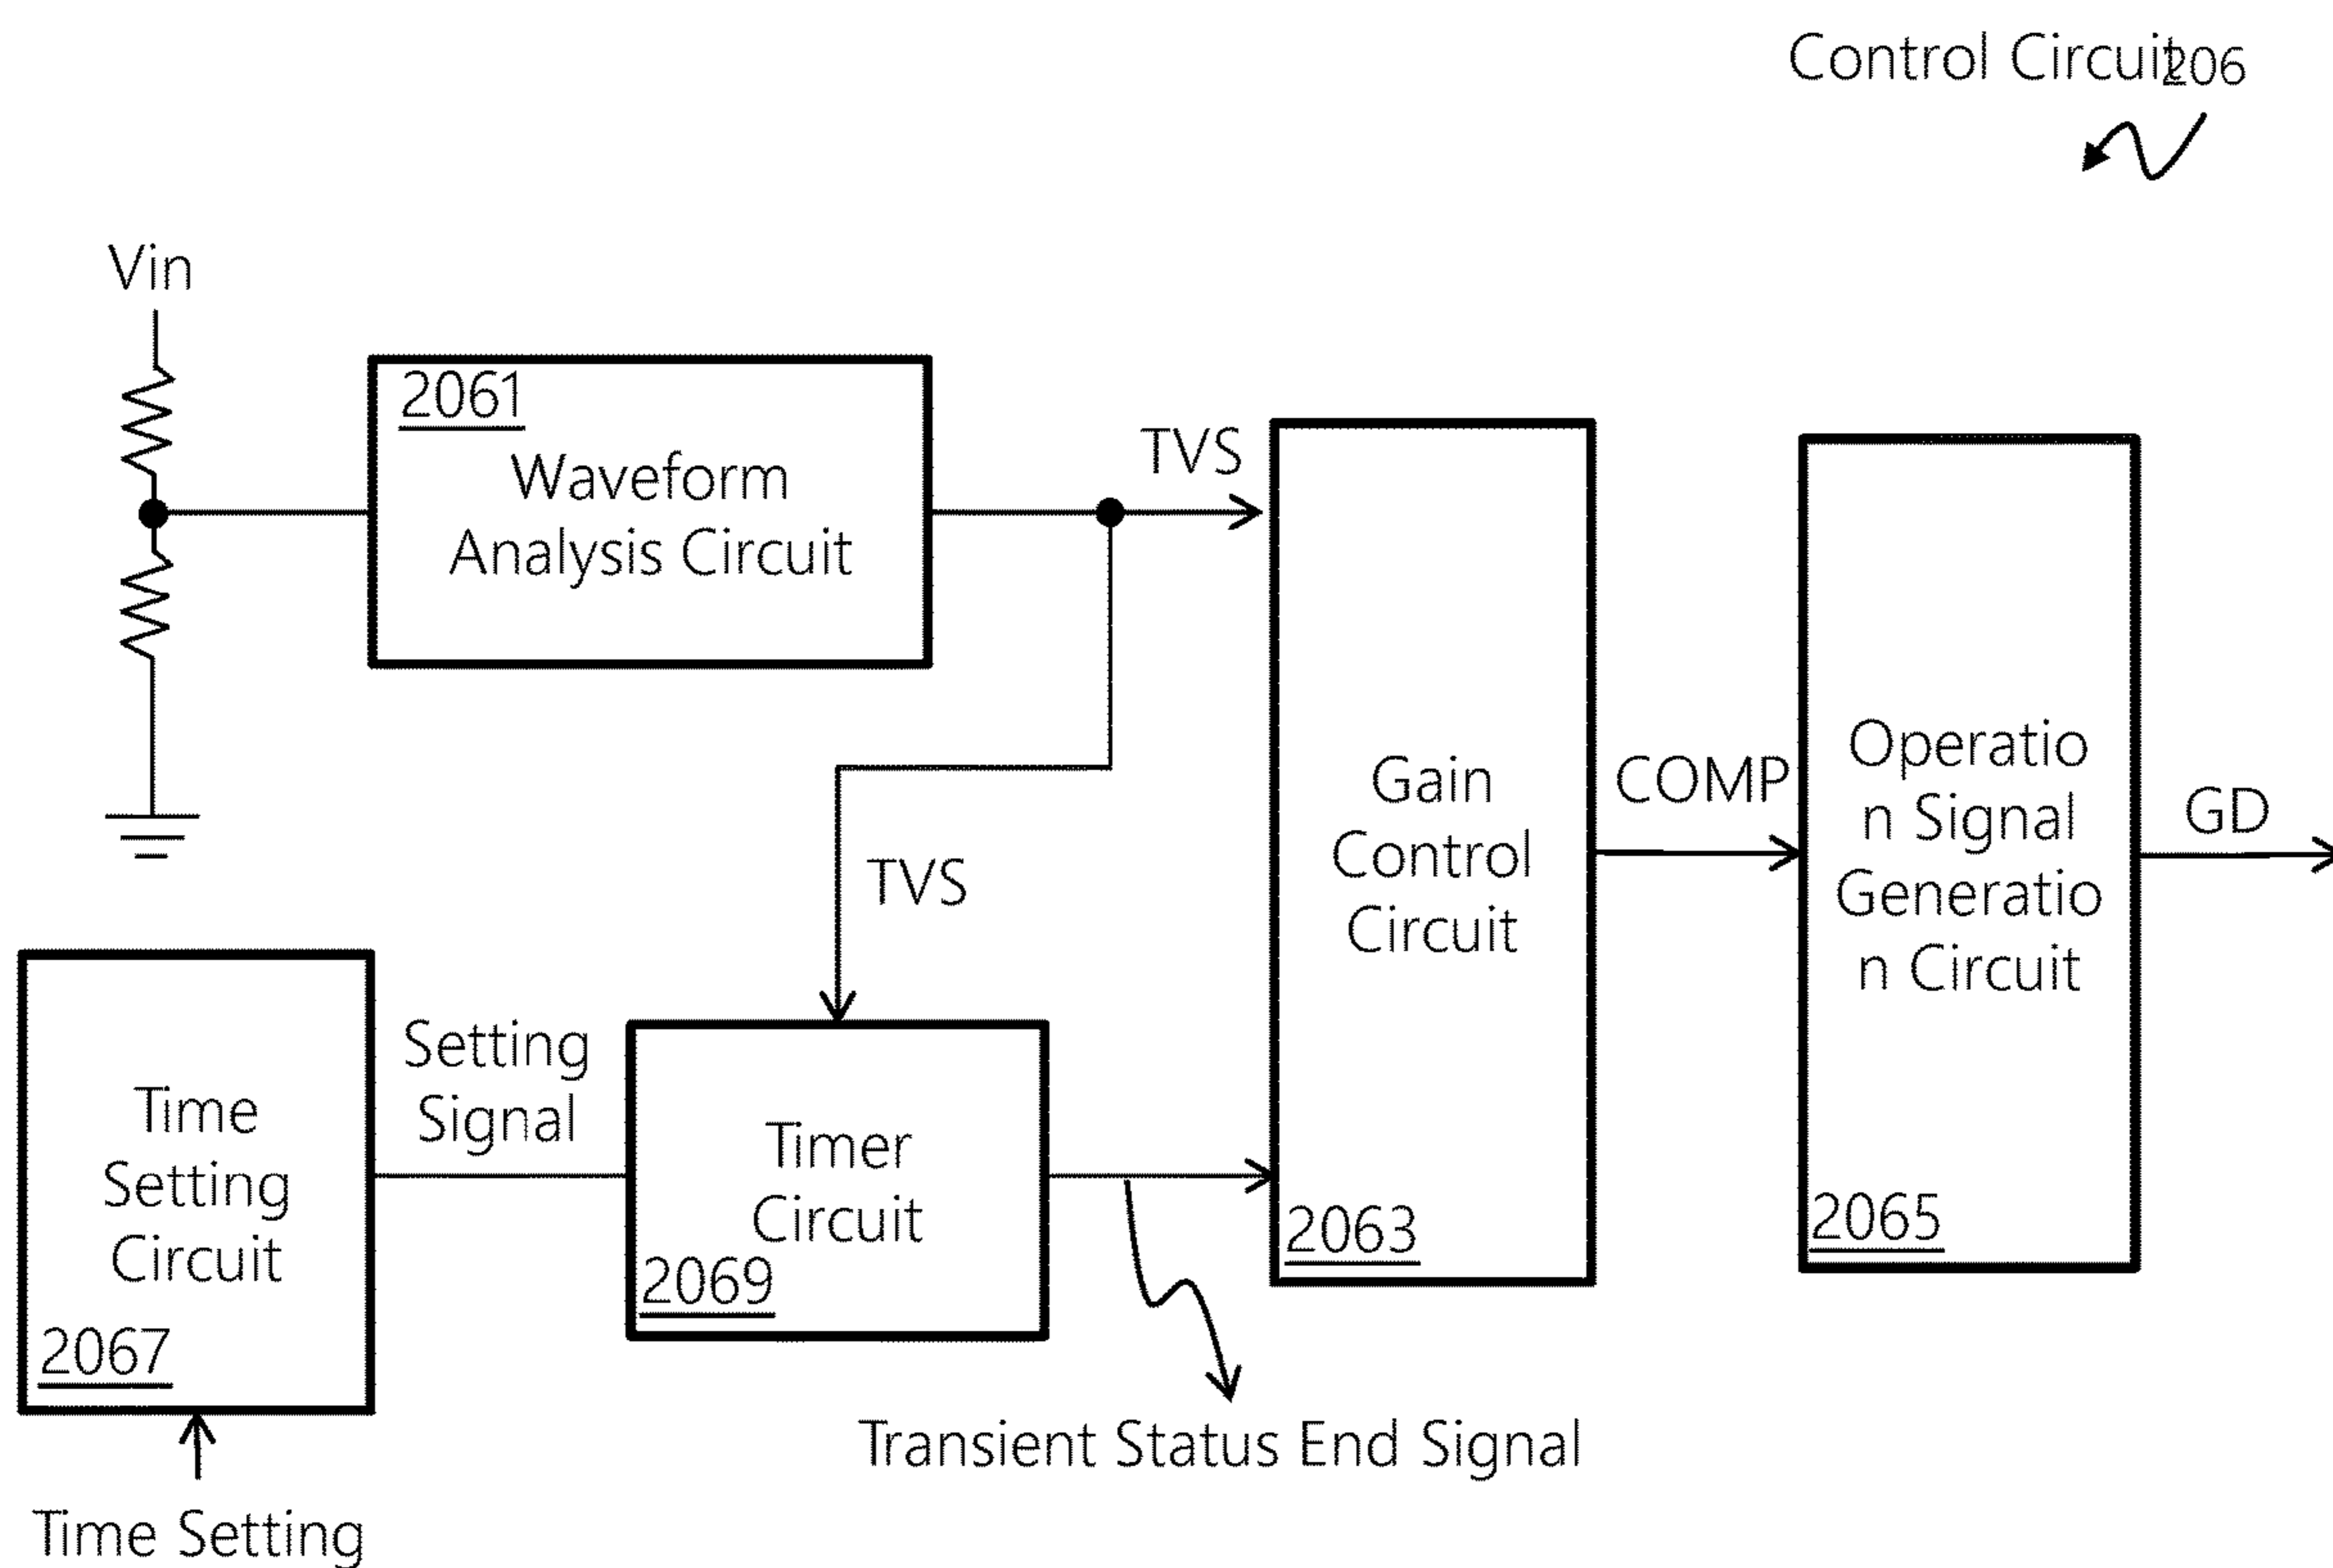 Control Circuit 206
Vin
2061
Waveform
Analysis Circuit
TVS
Gain
Control
Circuit
2063
COMP
Operatio
n Signal
Generatio
n Circuit
2065
GD
TVS
Time
Setting
Circuit
2067
Setting
Signal
Timer
Circuit
2069
Transient Status End Signal
Time Setting